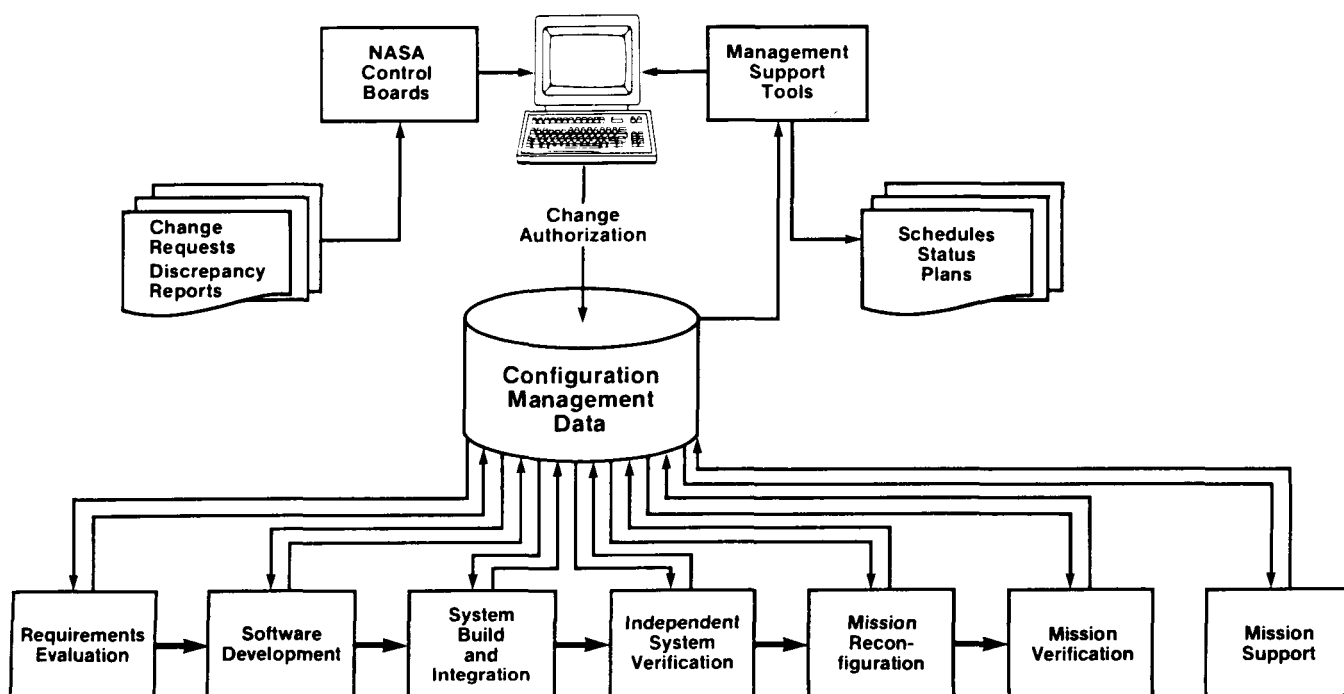 NASA
Control
Boards
Management
Support
Tools
Change
Requests
Discrepancy
Reports
Change
Authorization
Schedules
Status
Plans
Configuration
Management
Data
Requirements
Evaluation
Software
Development
System
Build
and
Integration
Independent
System
Verification
Mission
Recon-
figuration
Mission
Verification
Mission
Support